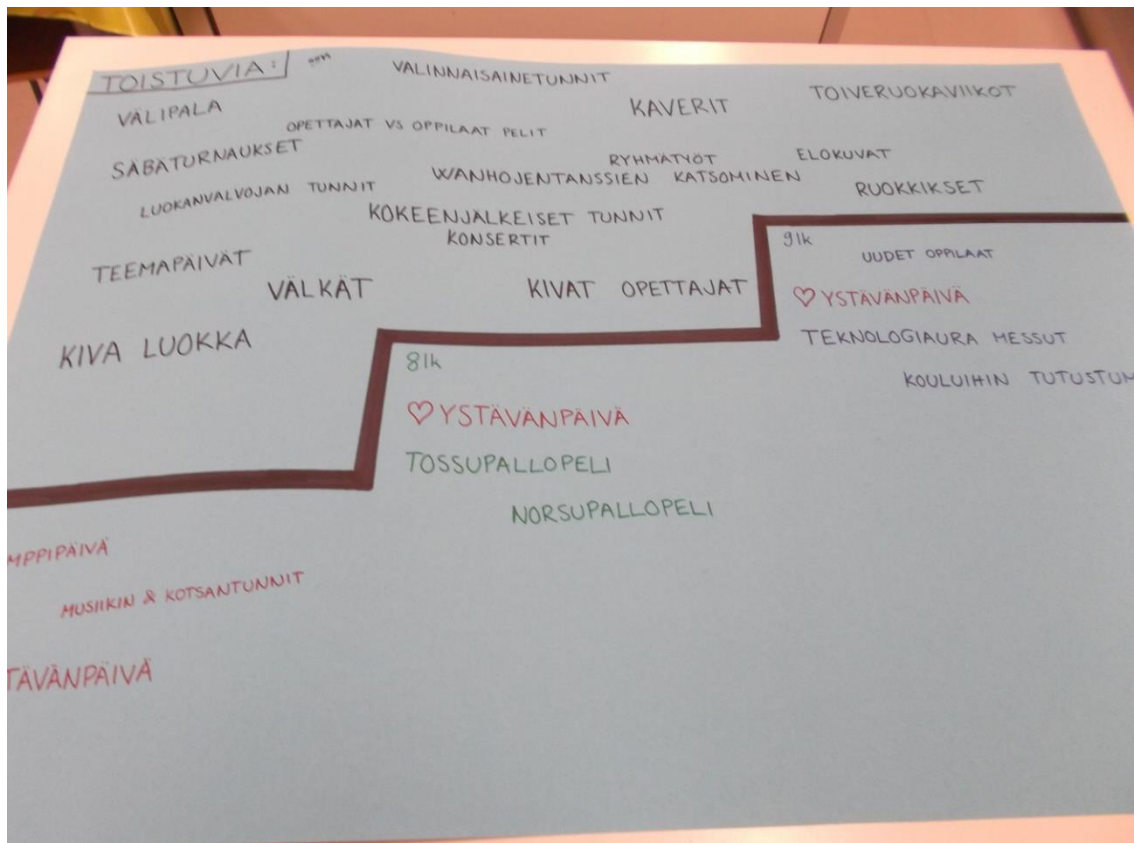 TOISTUVIA:
VALINNAISAINETUNNIT
TOIVERUOKAVIIKOT
VÄLIPALA
KAVERIT
OPETTAJAT VS OPPILAAT PELIT
SÄBÄTURNAUKSET
RYHMÄTYÖT
ELOKUVAT
WANHOJENTANSSIEN KATSOMINEN
LUOKANVALVOJAN TUNNIT
RUOKKIKSET
KOKEENJÄLKEISET TUNNIT
KONSERTIT
TEEMAPÄIVÄT
VÄLKÄT
KIVAT OPETTAJAT
KIVA LUOKKA
9lk
UUDET OPPILAAT
♡ YSTÄVÄNPÄIVÄ
TEKNOLOGIAURA MESSUT
KOULUIHIN TUTUSTUM
8lk
♡ YSTÄVÄNPÄIVÄ
TOSSUPALLOPELI
NORSUPALLOPELI
MPPIPÄIVÄ
MUSIIKIN & KOTSANTUNNIT
TÄVÄNPÄIVÄ